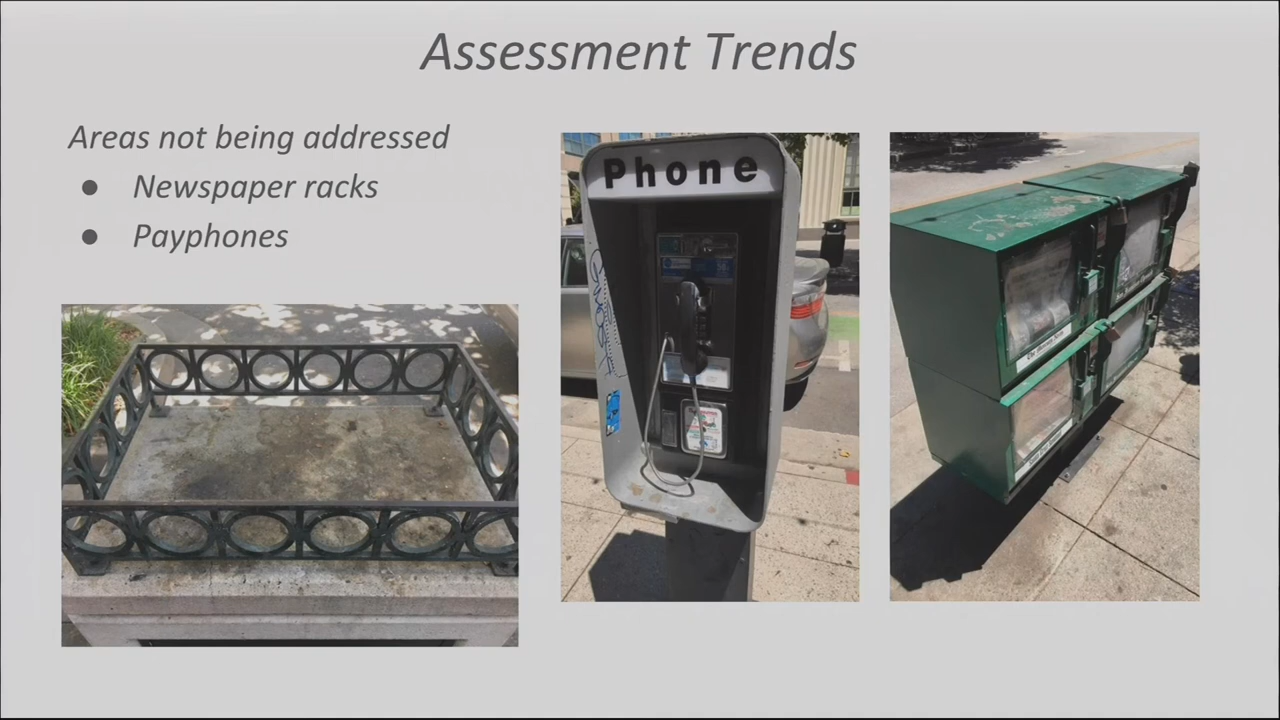 Assessment Trends
Areas not being addressed
● Newspaper racks
● Payphones
Phone